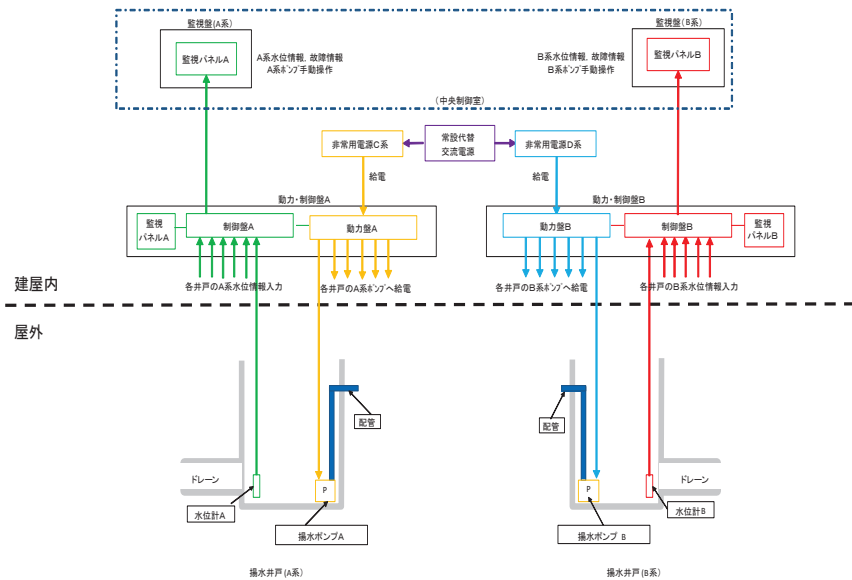 監視盤(A系)
監視盤(B系)
監視パネルA
A系水位情報, 故障情報
A系ポンプ手動操作
B系水位情報, 故障情報
B系ポンプ手動操作
監視パネルB
(中央制御室)
非常用電源C系
常設代替
交流電源
非常用電源D系
給電
給電
動力・制御盤A
動力・制御盤B
監視
パネルA
制御盤A
動力盤A
動力盤B
制御盤B
監視
パネルB
建屋内
各井戸のA系水位情報入力
各井戸のA系ポンプへ給電
各井戸のB系ポンプへ給電
各井戸のB系水位情報入力
屋外
配管
配管
ドレーン
P
P
ドレーン
水位計A
水位計B
揚水ポンプA
揚水ポンプ B
揚水井戸(A系)
揚水井戸(B系)